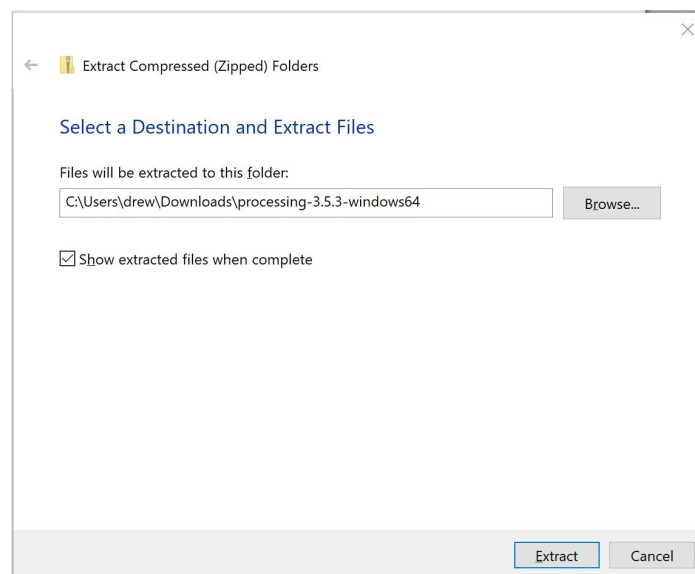 Extract Compressed (Zipped) Folders
Select a Destination and Extract Files
Files will be extracted to this folder:
C:\Users\drew\Downloads\processing-3.5.3-windows64
Browse...
Show extracted files when complete
Extract
Cancel